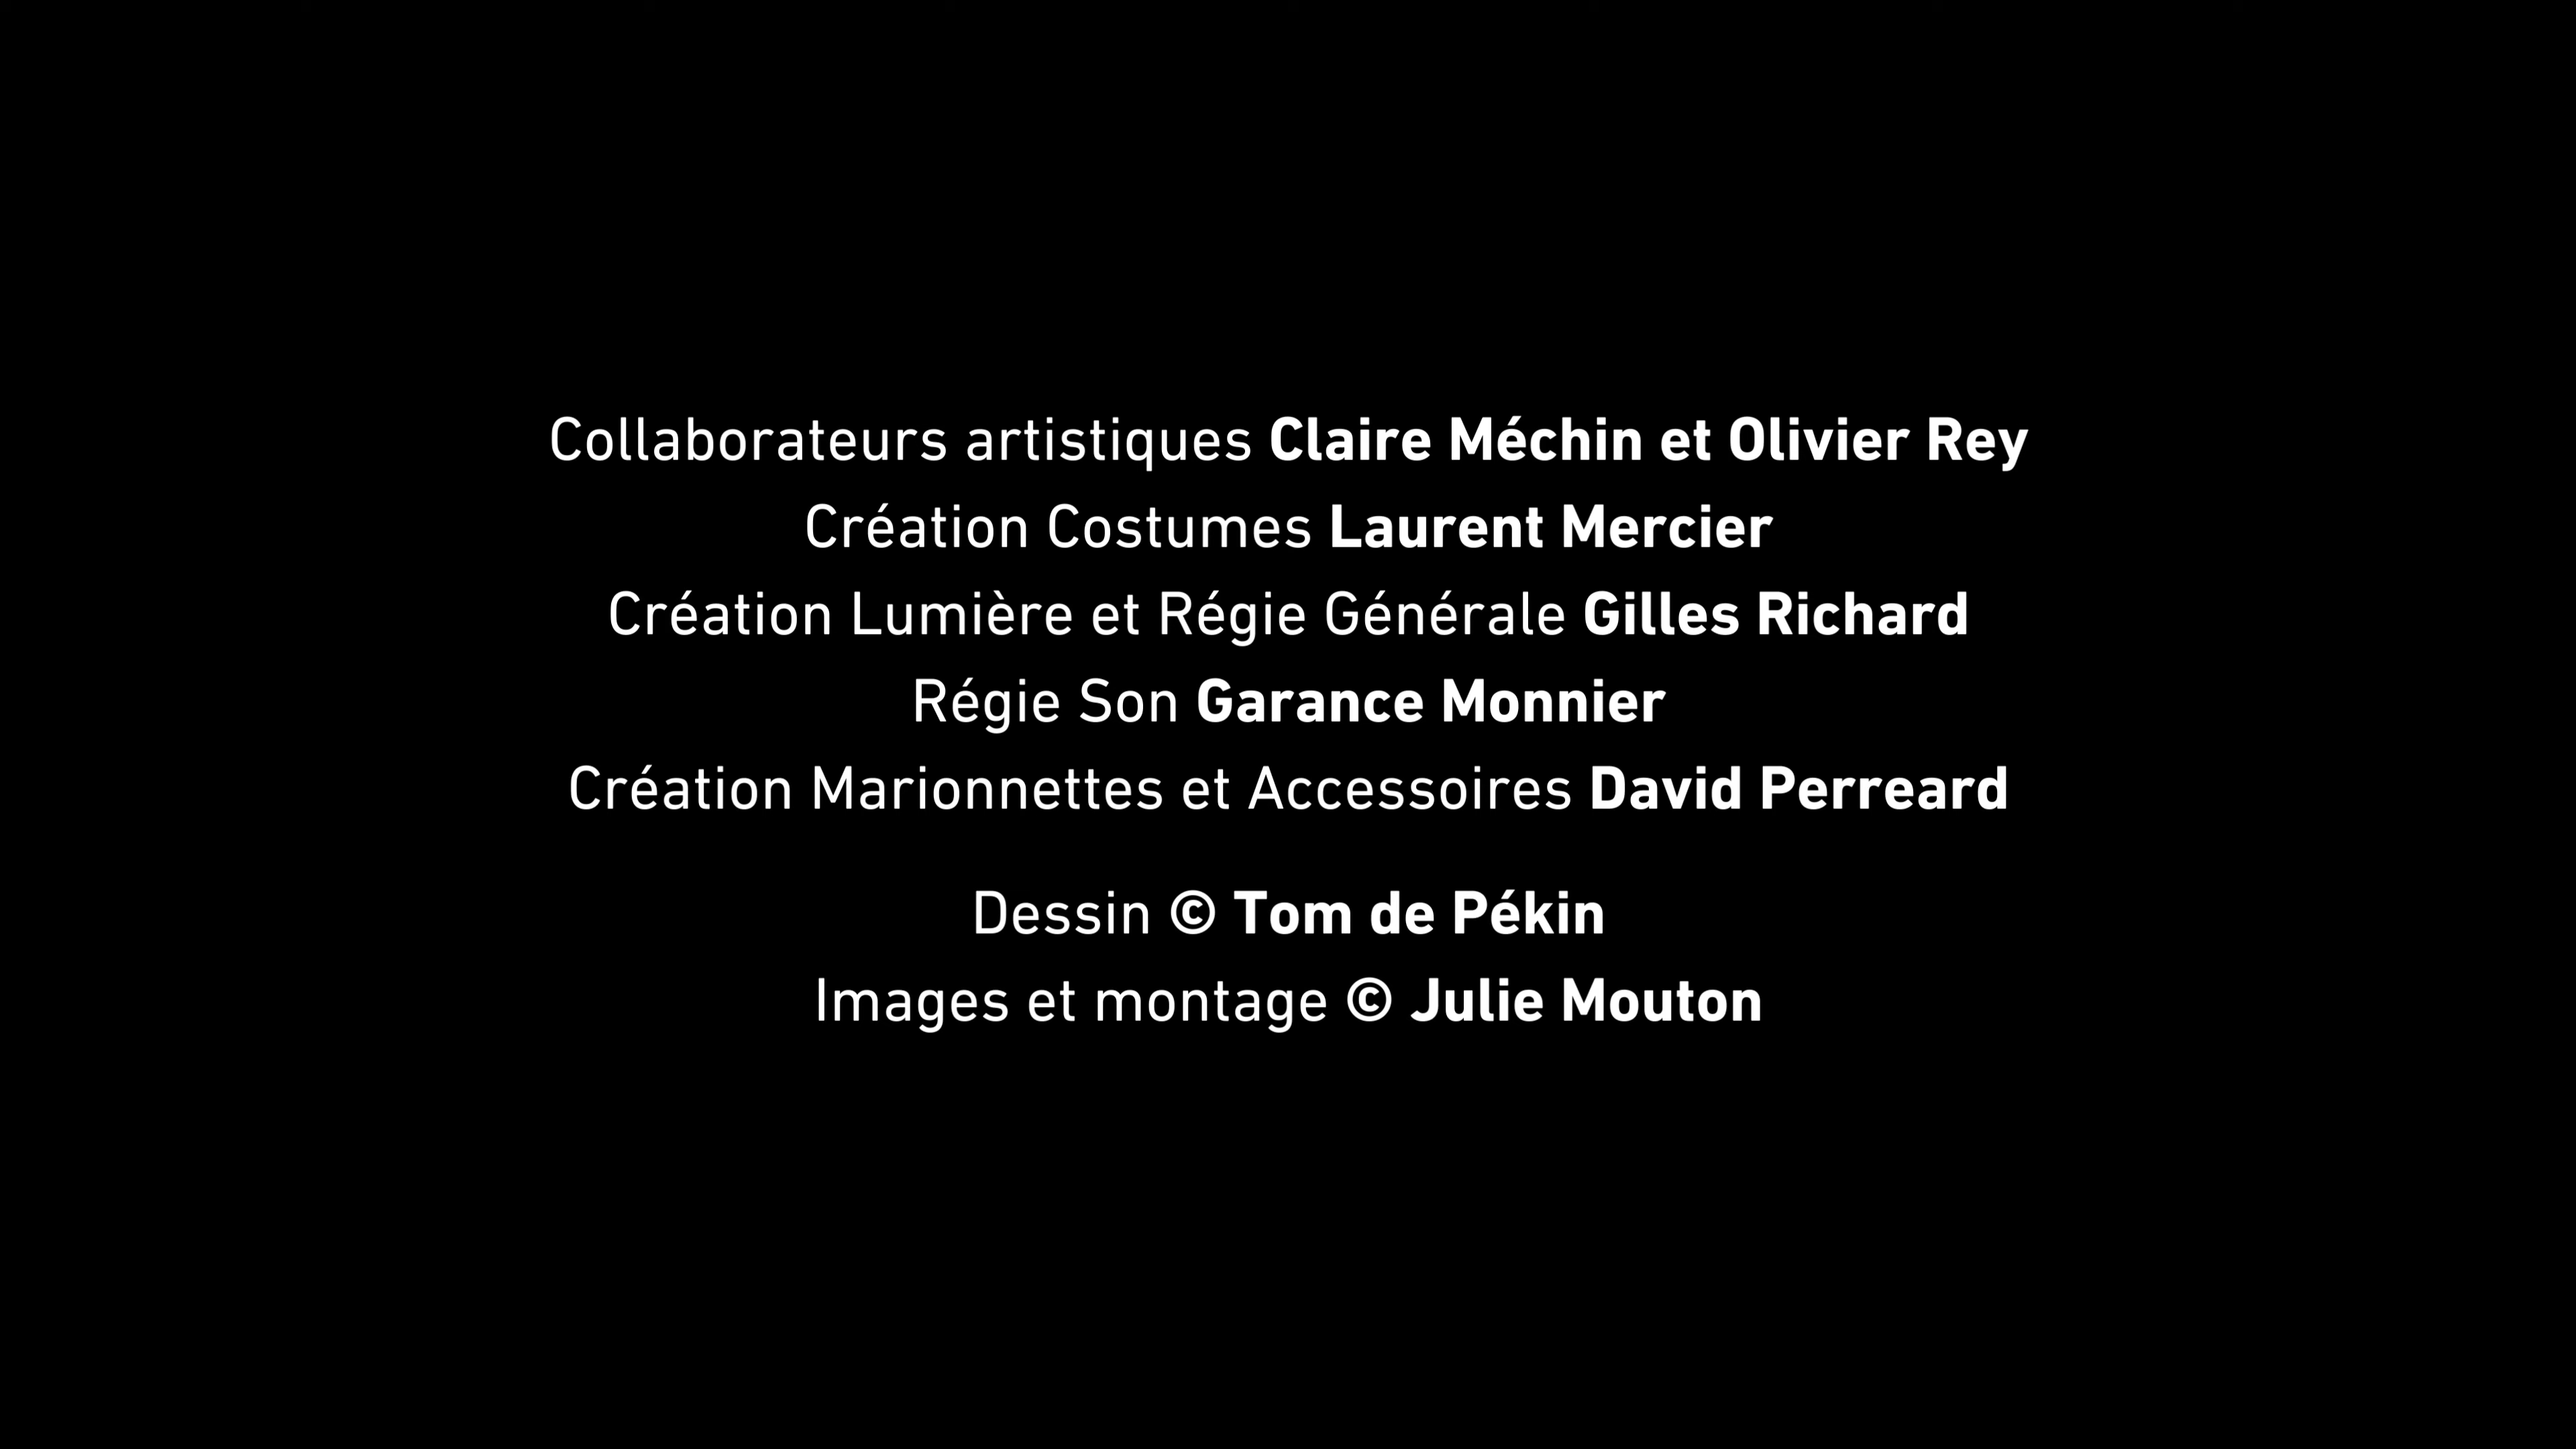 Collaborateurs artistiques Claire Méchin et Olivier Rey
Création Costumes Laurent Mercier
Création Lumière et Régie Générale Gilles Richard
Régie Son Garance Monnier
Création Marionnettes et Accessoires David Perreard
Dessin © Tom de Pékin
Images et montage © Julie Mouton